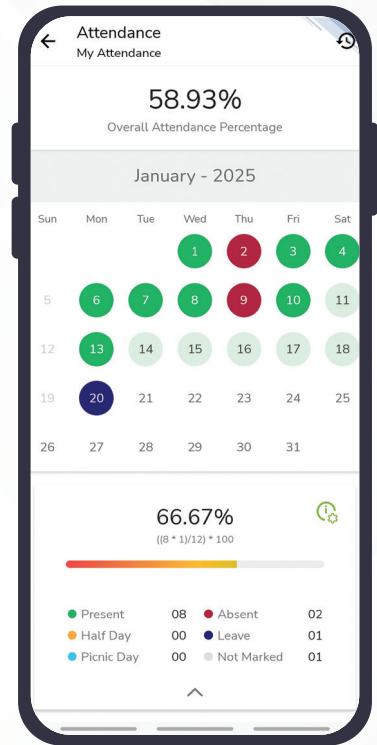 Attendance
My Attendance
58.93%
Overall Attendance Percentage
January - 2025
Sun Mon Tue Wed Thu Fri Sat
1 2 3 4
5 6 7 8 9 10 11
12 13 14 15 16 17 18
19 20 21 22 23 24 25
26 27 28 29 30 31
66.67%
((8 * 1)/12) * 100
Present 08 Absent 02
Half Day 00 Leave 01
Picnic Day 00 Not Marked 01